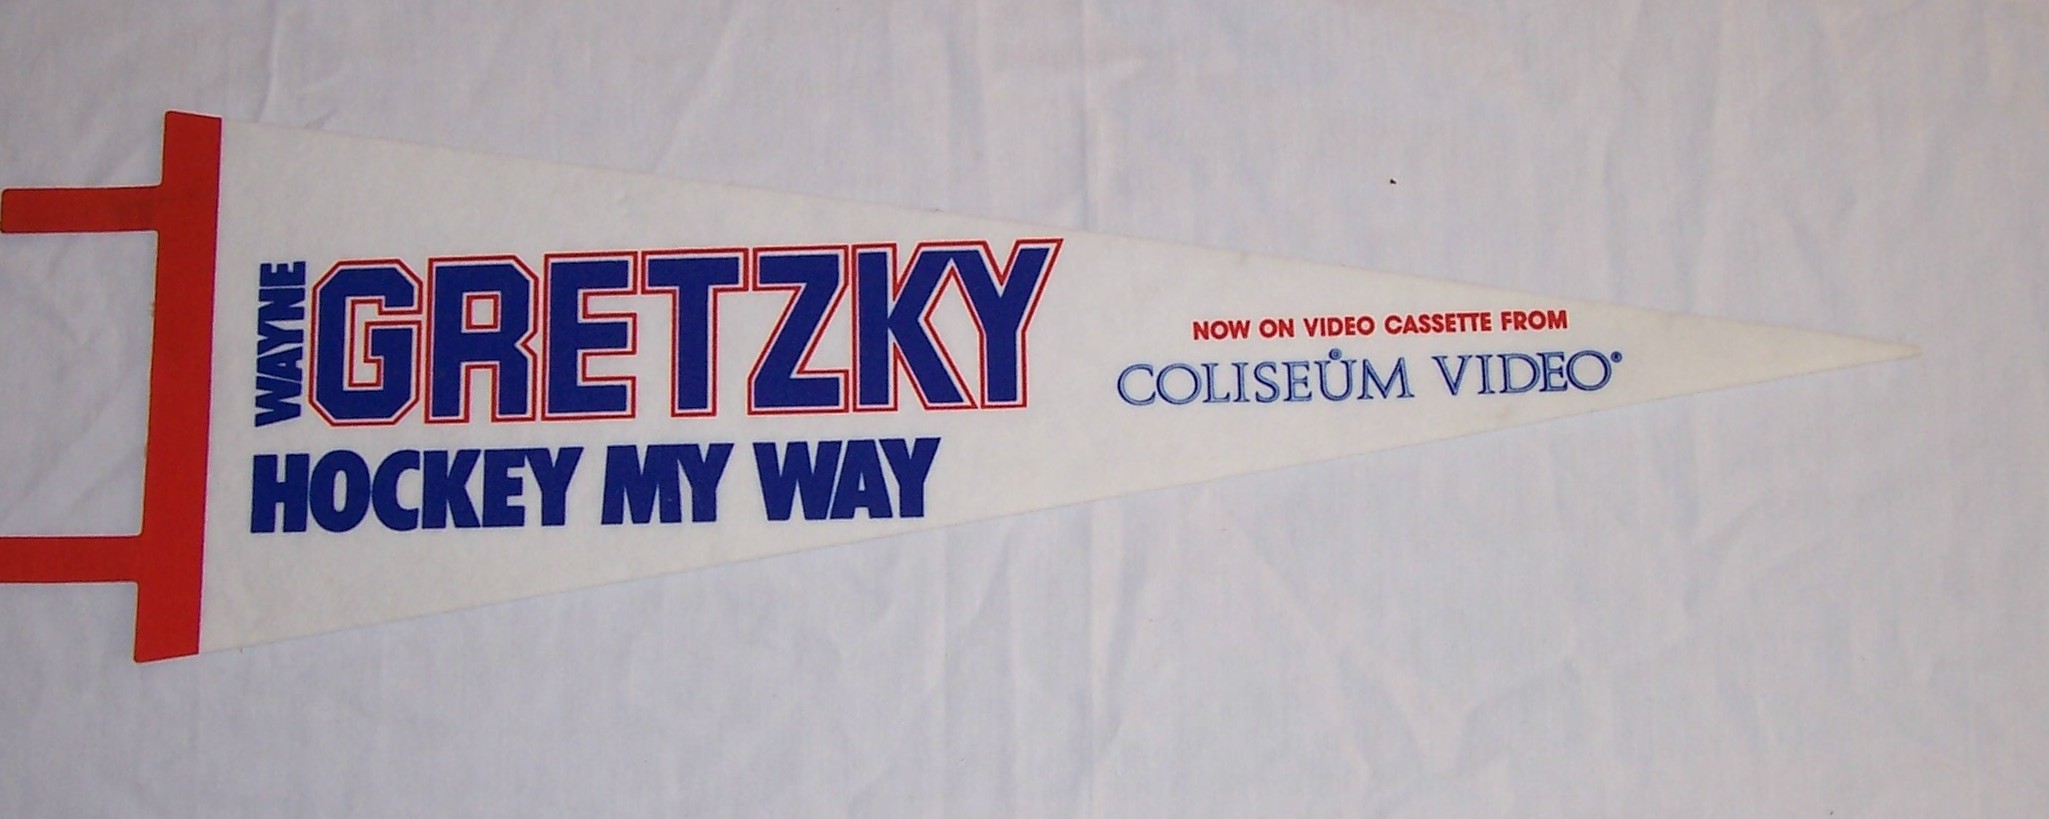 WAYNE
GRETZKY
HOCKEY MY WAY
NOW ON VIDEO CASSETTE FROM
COLISEUM VIDEO